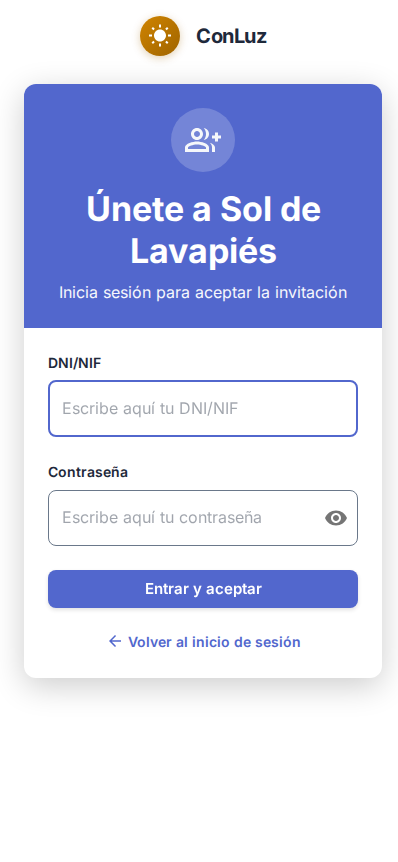 ConLuz
Únete a Sol de
Lavapiés
Inicia sesión para aceptar la invitación
DNI/NIF
Escribe aquí tu DNI/NIF
Contraseña
Escribe aquí tu contraseña
Entrar y aceptar
Volver al inicio de sesión